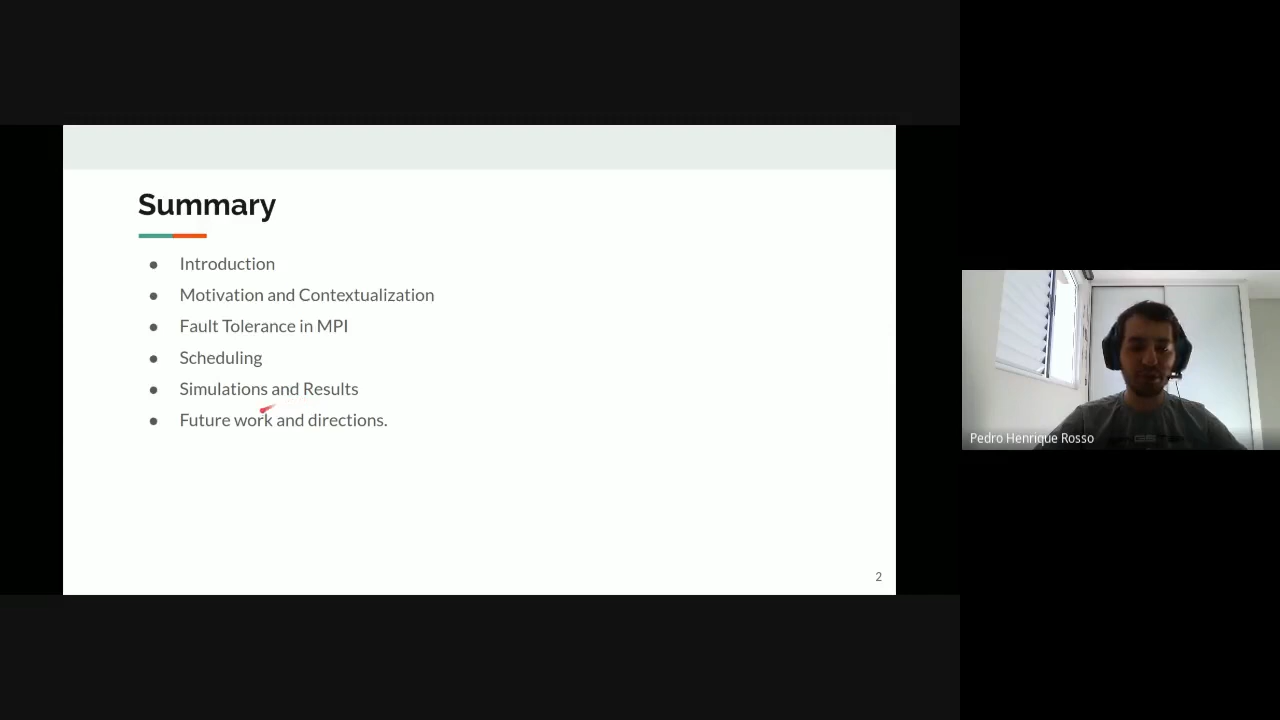 Summary
● Introduction
● Motivation and Contextualization
● Fault Tolerance in MPI
● Scheduling
● Simulations and Results
● Future work and directions.
2
Pedro Henrique Rosso